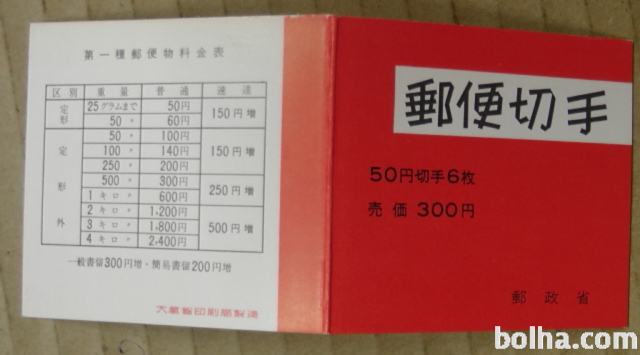 第一種郵便物料金表
区別 重量 普通 速達
定形 25グラムまで 50円 150円増
50 〃 60円
定形外 50 〃 100円 150円増
100 〃 140円
250 〃 200円
500 〃 300円 250円増
1 キロ〃 600円
2 キロ〃 1,200円 500円増
3 キロ〃 1,800円
4 キロ〃 2,400円
一般書留300円増・簡易書留200円増
大蔵省印刷局製造
郵便切手
50円切手6枚
売価 300円
郵政省
bolha.com